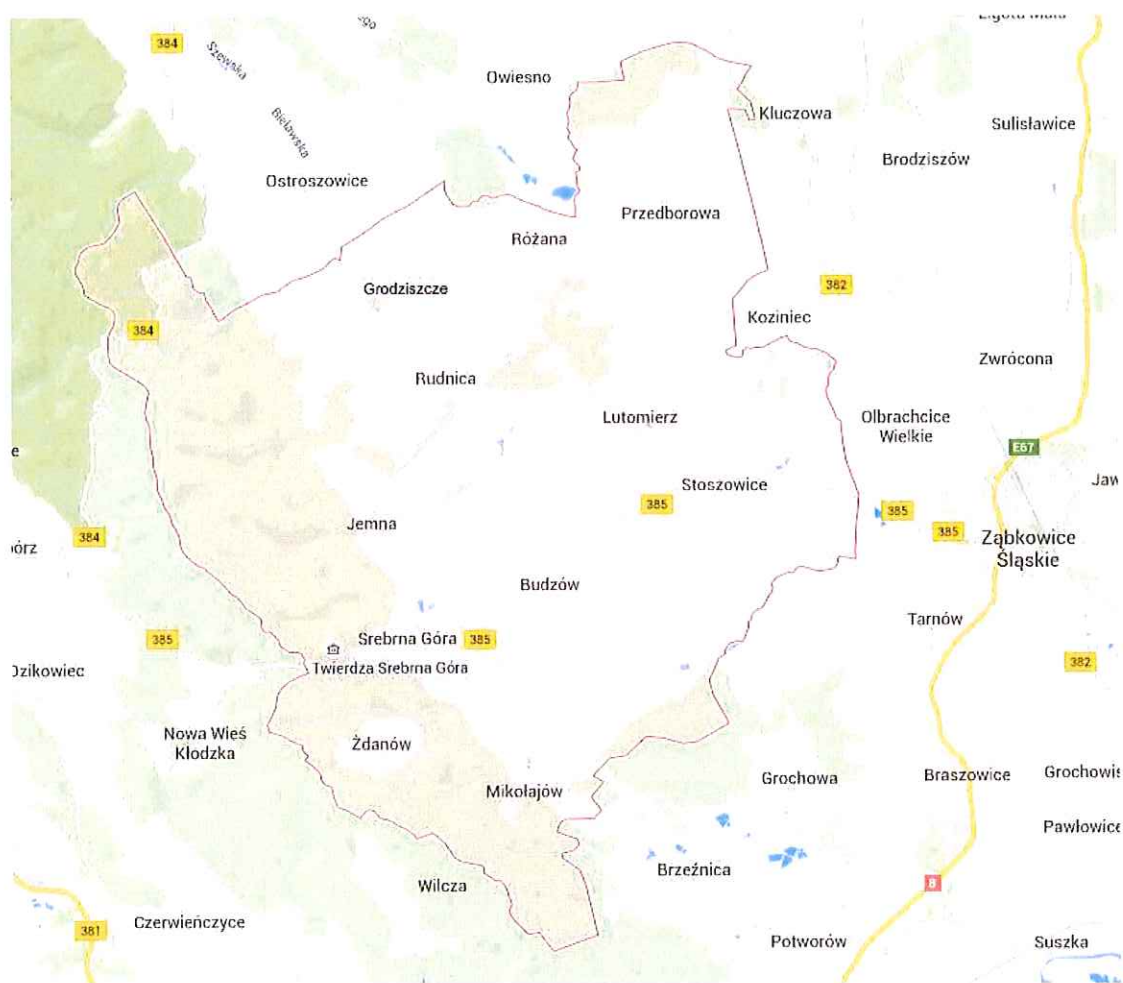 384
Szewska
Bielawska
Owiesno
Kluczowa
Sulisławice
Brodziszów
Ostroszowice
Przedborowa
Różana
Grodziszcze
382
384
Koziniec
Zwrócona
Rudnica
Lutomierz
Olbrachcice
Wielkie
E67
Stoszowice
385
385
385
Jemna
384
Ząbkowice
Śląskie
Budzów
Tarnów
385
Srebrna Góra
385
Twierdza Srebrna Góra
382
Nowa Wieś
Kłodzka
Żdanów
Mikołajów
Grochowa
Braszowice
Brzeźnica
Wilcza
8
381
Czerwieńczyce
Potworów
Suszka